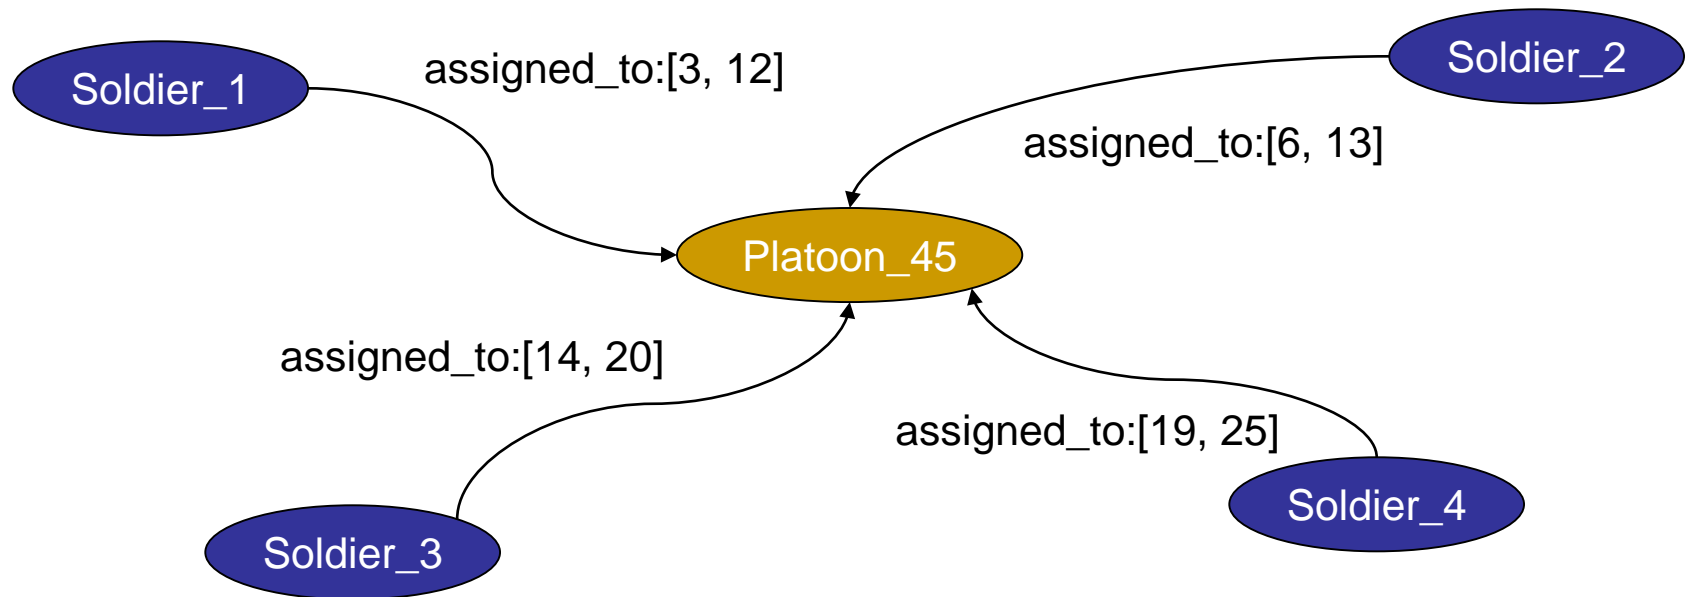 Soldier_1
assigned_to:[3, 12]
Soldier_2
assigned_to:[6, 13]
Platoon_45
assigned_to:[14, 20]
assigned_to:[19, 25]
Soldier_4
Soldier_3